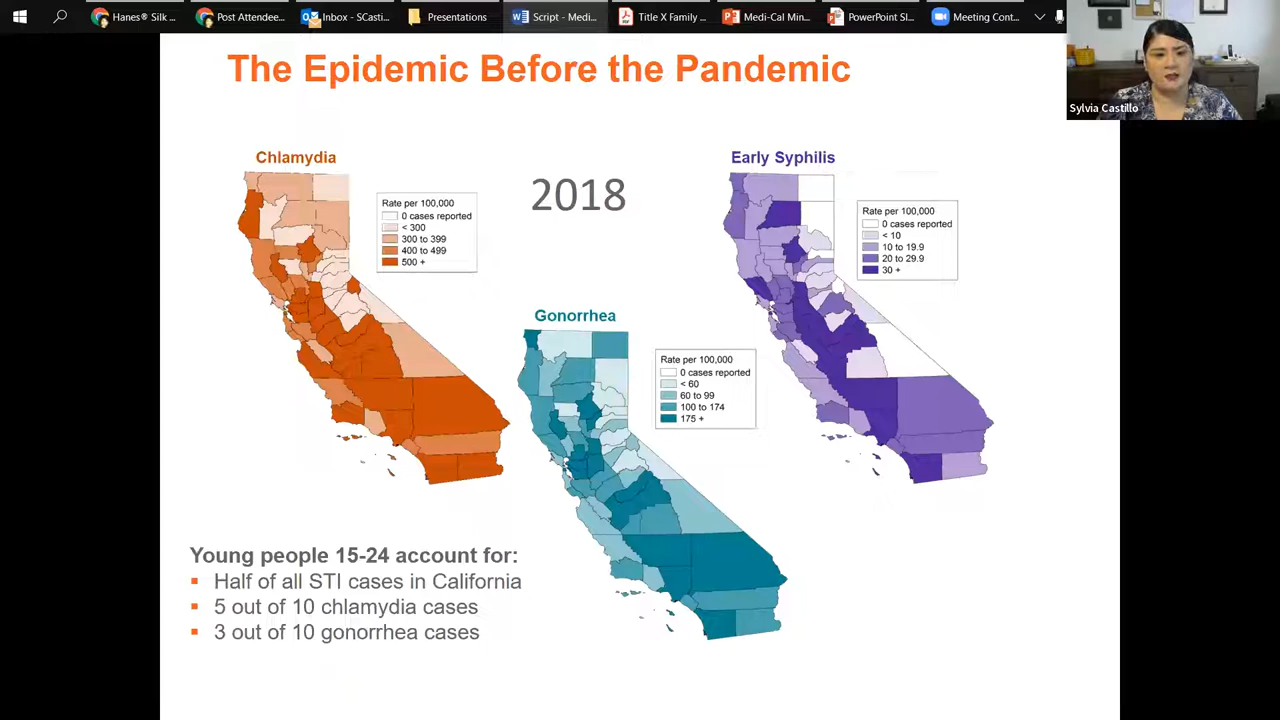 Hanes® Silk ...
Post Attendee...
Inbox - SCasti...
Presentations
Script - Medi...
Title X Family ...
Medi-Cal Min...
PowerPoint Sl...
Meeting Cont...
The Epidemic Before the Pandemic
Sylvia Castillo
Chlamydia
Rate per 100,000
0 cases reported
< 300
300 to 399
400 to 499
500 +
2018
Early Syphilis
Rate per 100,000
0 cases reported
< 10
10 to 19.9
20 to 29.9
30 +
Gonorrhea
Rate per 100,000
0 cases reported
< 60
60 to 99
100 to 174
175 +
Young people 15-24 account for:
Half of all STI cases in California
5 out of 10 chlamydia cases
3 out of 10 gonorrhea cases